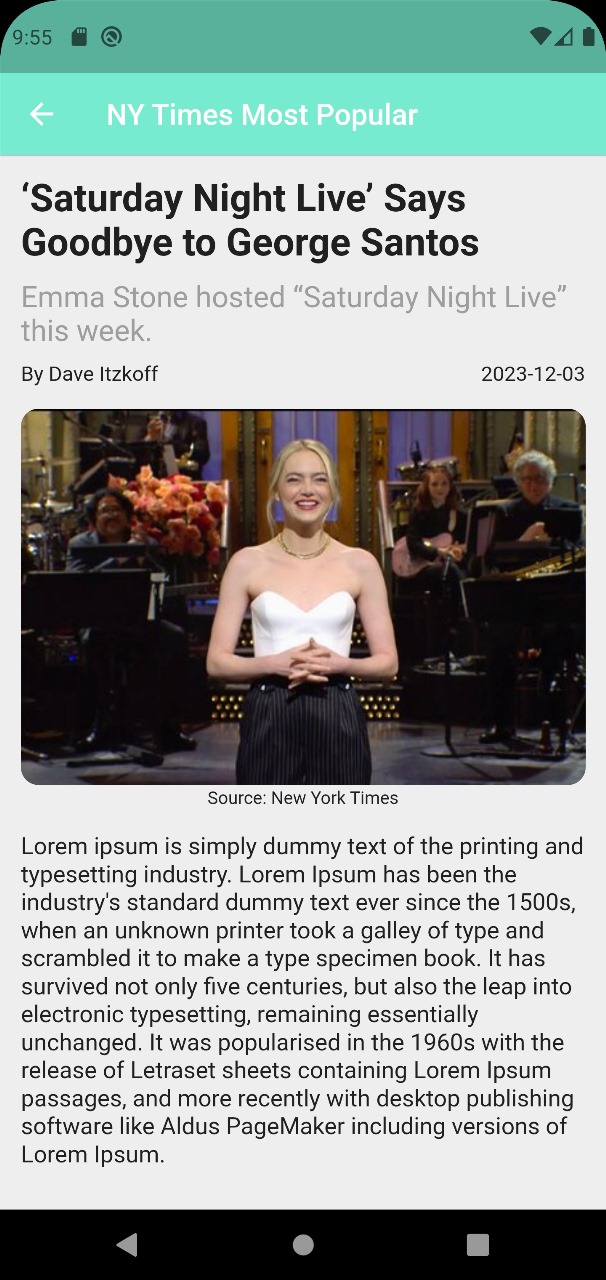 9:55
NY Times Most Popular
‘Saturday Night Live’ Says
Goodbye to George Santos
Emma Stone hosted “Saturday Night Live”
this week.
By Dave Itzkoff 2023-12-03
Source: New York Times
Lorem ipsum is simply dummy text of the printing and
typesetting industry. Lorem Ipsum has been the
industry's standard dummy text ever since the 1500s,
when an unknown printer took a galley of type and
scrambled it to make a type specimen book. It has
survived not only five centuries, but also the leap into
electronic typesetting, remaining essentially
unchanged. It was popularised in the 1960s with the
release of Letraset sheets containing Lorem Ipsum
passages, and more recently with desktop publishing
software like Aldus PageMaker including versions of
Lorem Ipsum.